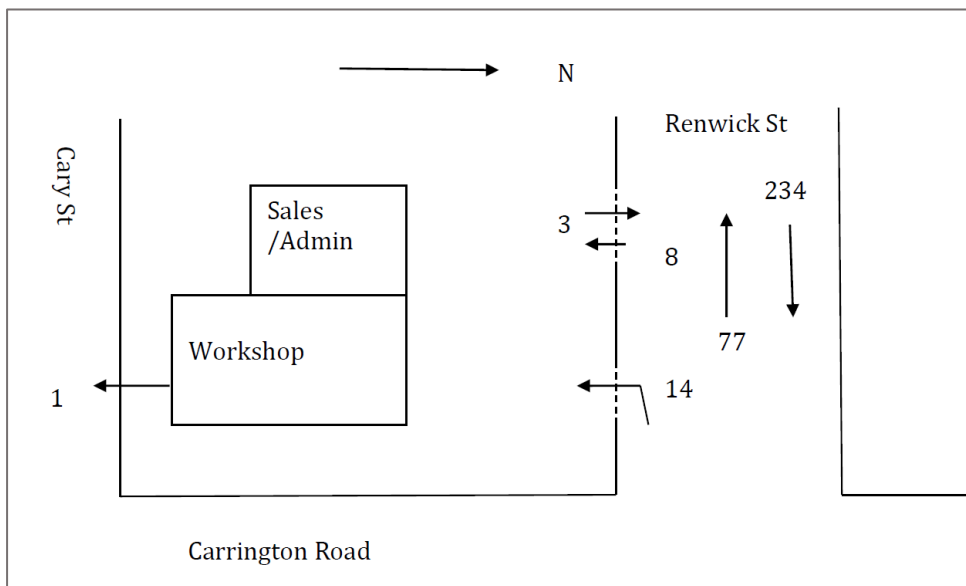 N
Renwick St
Cary St
234
Sales
/Admin
3
8
77
Workshop
1
14
Carrington Road